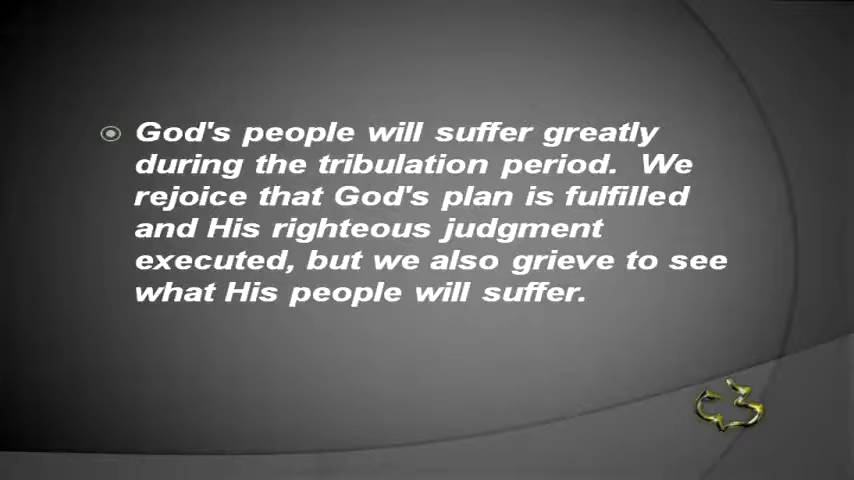 God's people will suffer greatly
during the tribulation period.  We
rejoice that God's plan is fulfilled
and His righteous judgment
executed, but we also grieve to see
what His people will suffer.